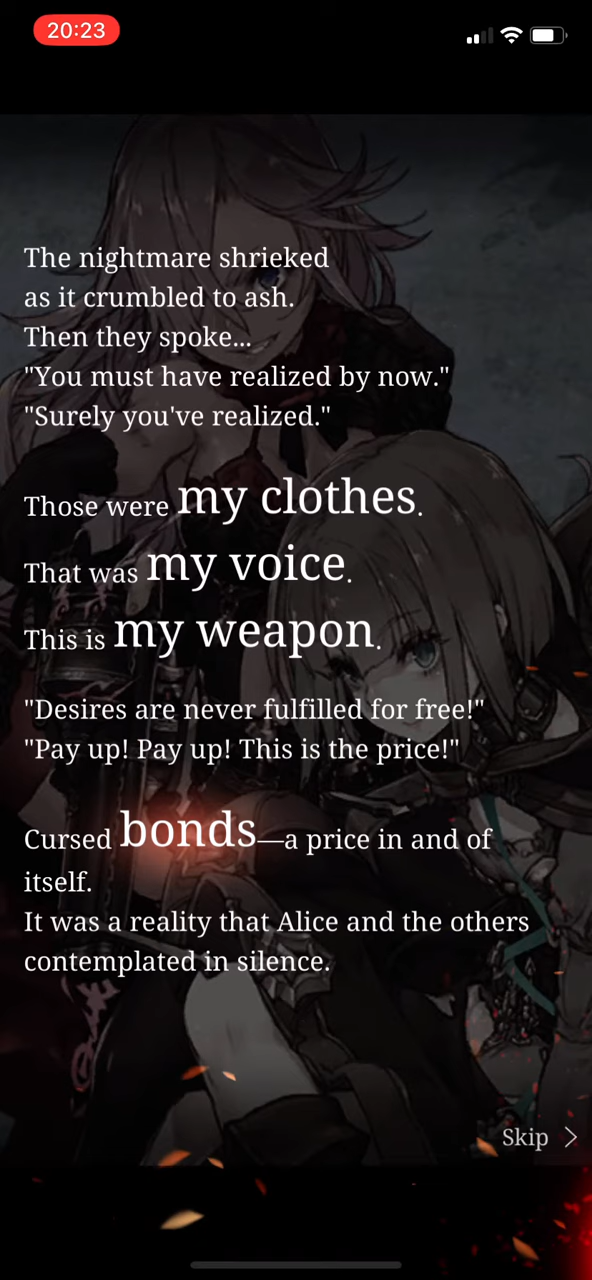 20:23
The nightmare shrieked
as it crumbled to ash.
Then they spoke...
"You must have realized by now."
"Surely you've realized."
Those were my clothes.
That was my voice.
This is my weapon.
"Desires are never fulfilled for free!"
"Pay up! Pay up! This is the price!"
Cursed bonds—a price in and of
itself.
It was a reality that Alice and the others
contemplated in silence.
Skip